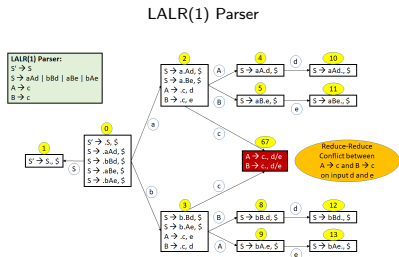 LALR(1) Parser
LALR(1) Parser:
S' → S
S → aAd | bBd | aBe | bAe
A → c
B → c
0
S' → .S, $
S → .aAd, $
S → .bBd, $
S → .aBe, $
S → .bAe, $
S
1
S' → S., $
a
b
2
S → a.Ad, $
S → a.Be, $
A → .c, d
B → .c, e
A
B
c
4
S → aA.d, $
d
10
S → aAd., $
5
S → aB.e, $
e
11
S → aBe., $
67
A → c., d/e
B → c., d/e
Reduce-Reduce
Conflict between
A → c and B → c
on input d and e
3
S → b.Bd, $
S → b.Ae, $
A → .c, e
B → .c, d
c
B
A
8
S → bB.d, $
d
12
S → bBd., $
9
S → bA.e, $
e
13
S → bAe., $